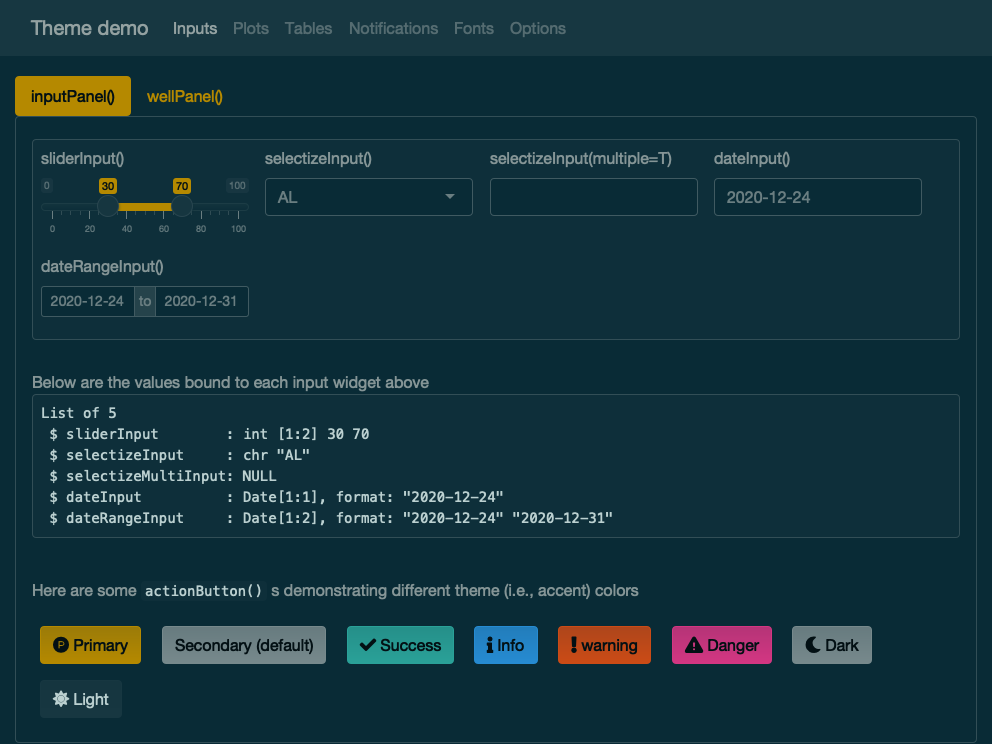 Theme demo Inputs Plots Tables Notifications Fonts Options
inputPanel() wellPanel()
sliderInput() selectizeInput() selectizeInput(multiple=T) dateInput()
0 30 70 100
AL 2020-12-24
0 20 40 60 80 100
dateRangeInput()
2020-12-24 to 2020-12-31
Below are the values bound to each input widget above
List of 5
 $ sliderInput        : int [1:2] 30 70
 $ selectizeInput     : chr "AL"
 $ selectizeMultiInput: NULL
 $ dateInput          : Date[1:1], format: "2020-12-24"
 $ dateRangeInput     : Date[1:2], format: "2020-12-24" "2020-12-31"
Here are some actionButton() s demonstrating different theme (i.e., accent) colors
P Primary Secondary (default) Success Info warning Danger Dark
Light